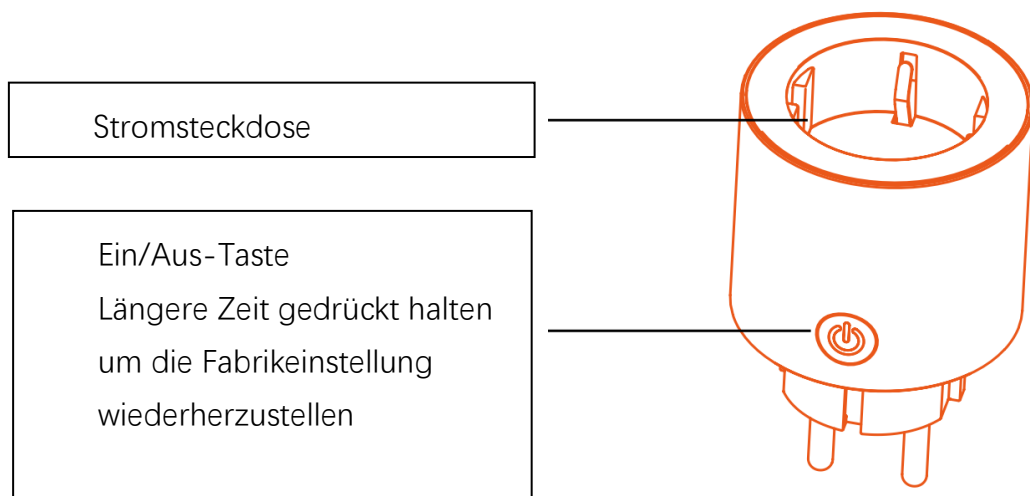 Stromsteckdose
Ein/Aus-Taste
Längere Zeit gedrückt halten
um die Fabrikeinstellung
wiederherzustellen